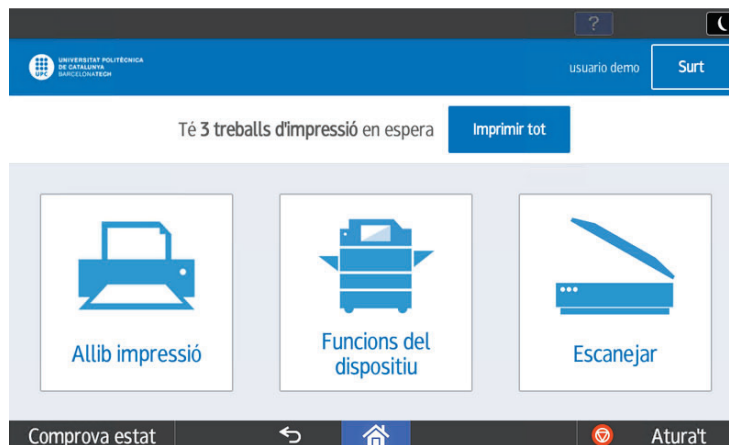 ?
UNIVERSITAT POLITÈCNICA
DE CATALUNYA
BARCELONATECH
UPC
usuario demo
Surt
Té 3 treballs d'impressió en espera
Imprimir tot
Allib impressió
Funcions del
dispositiu
Escanejar
Comprova estat
Atura't